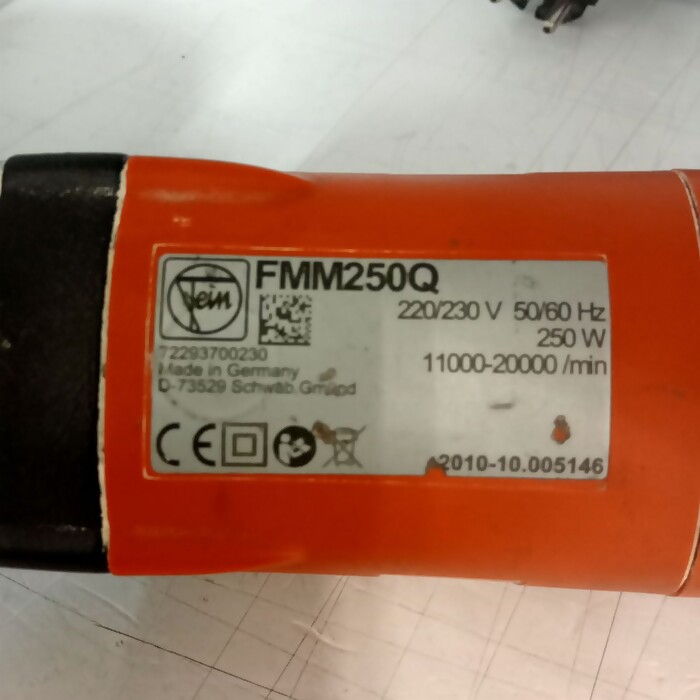 Fein
FMM250Q
220/230 V 50/60 Hz
250 W
11000-20000 /min
72293700230
Made in Germany
D-73529 Schwäb.Gmünd
CE
2010-10.005146